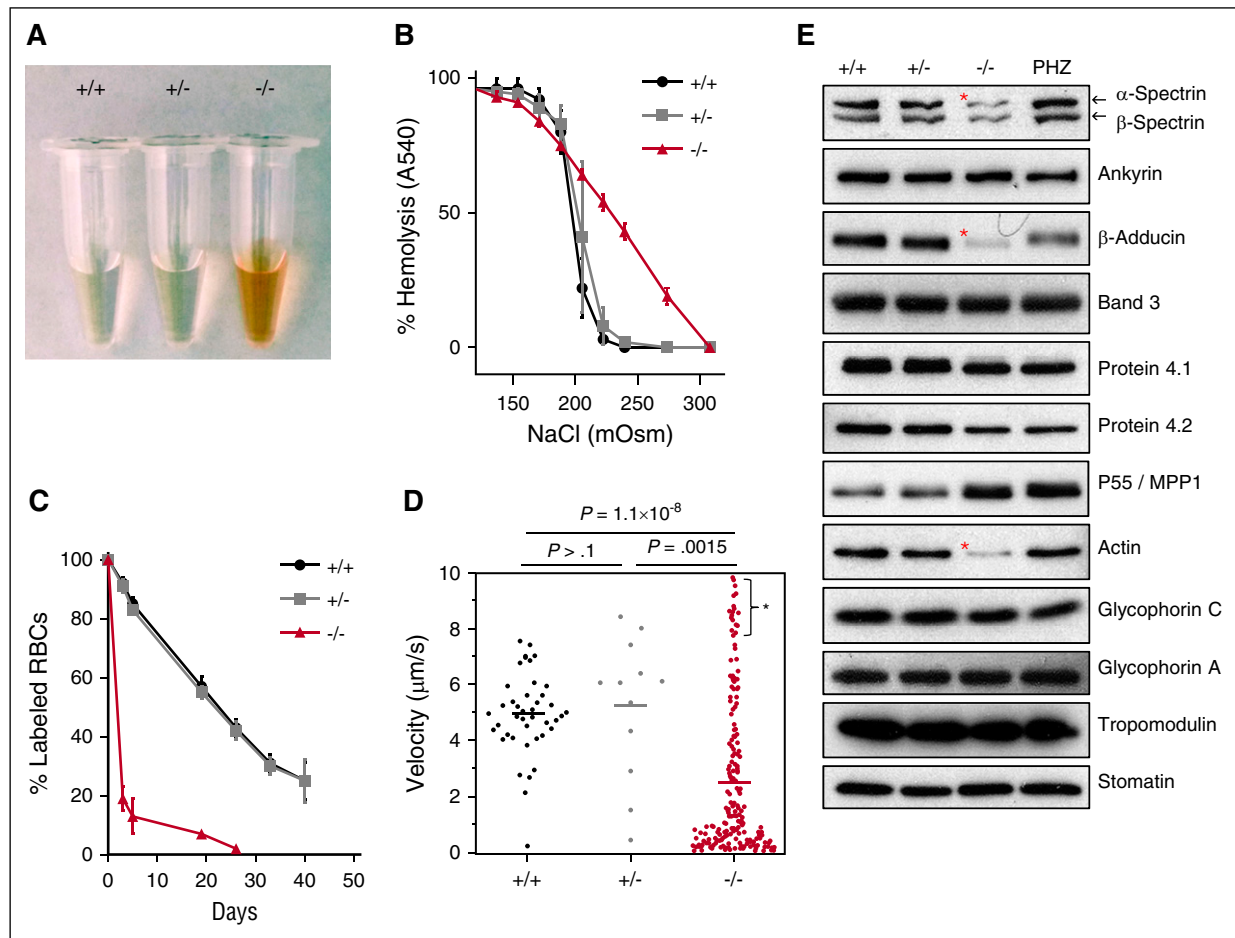 A
+/+ +/- -/-
B
100
50
0
% Hemolysis (A540)
150 200 250 300
NaCl (mOsm)
+/+
+/-
-/-
C
100
80
60
40
20
0
% Labeled RBCs
0 10 20 30 40 50
Days
+/+
+/-
-/-
D
P = 1.1×10-8
P > .1 P = .0015
10
8
6
4
2
0
Velocity (μm/s)
*
+/+ +/- -/-
E
+/+ +/- -/- PHZ
* ← α-Spectrin
← β-Spectrin
Ankyrin
* β-Adducin
Band 3
Protein 4.1
Protein 4.2
P55 / MPP1
* Actin
Glycophorin C
Glycophorin A
Tropomodulin
Stomatin